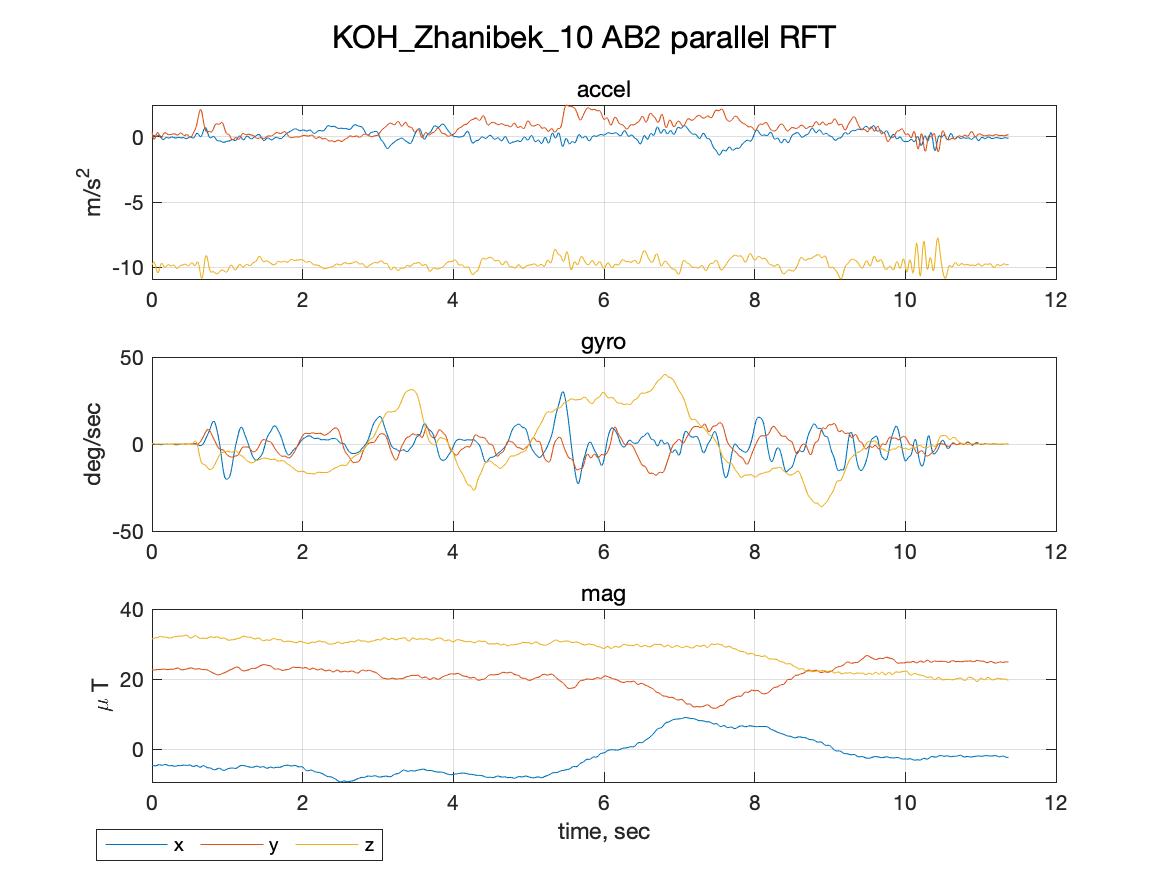 KOH_Zhanibek_10 AB2 parallel RFT
accel
0
-5
-10
m/s²
0 2 4 6 8 10 12
gyro
50
0
-50
deg/sec
0 2 4 6 8 10 12
mag
40
20
0
μ T
0 2 4 6 8 10 12
time, sec
x y z